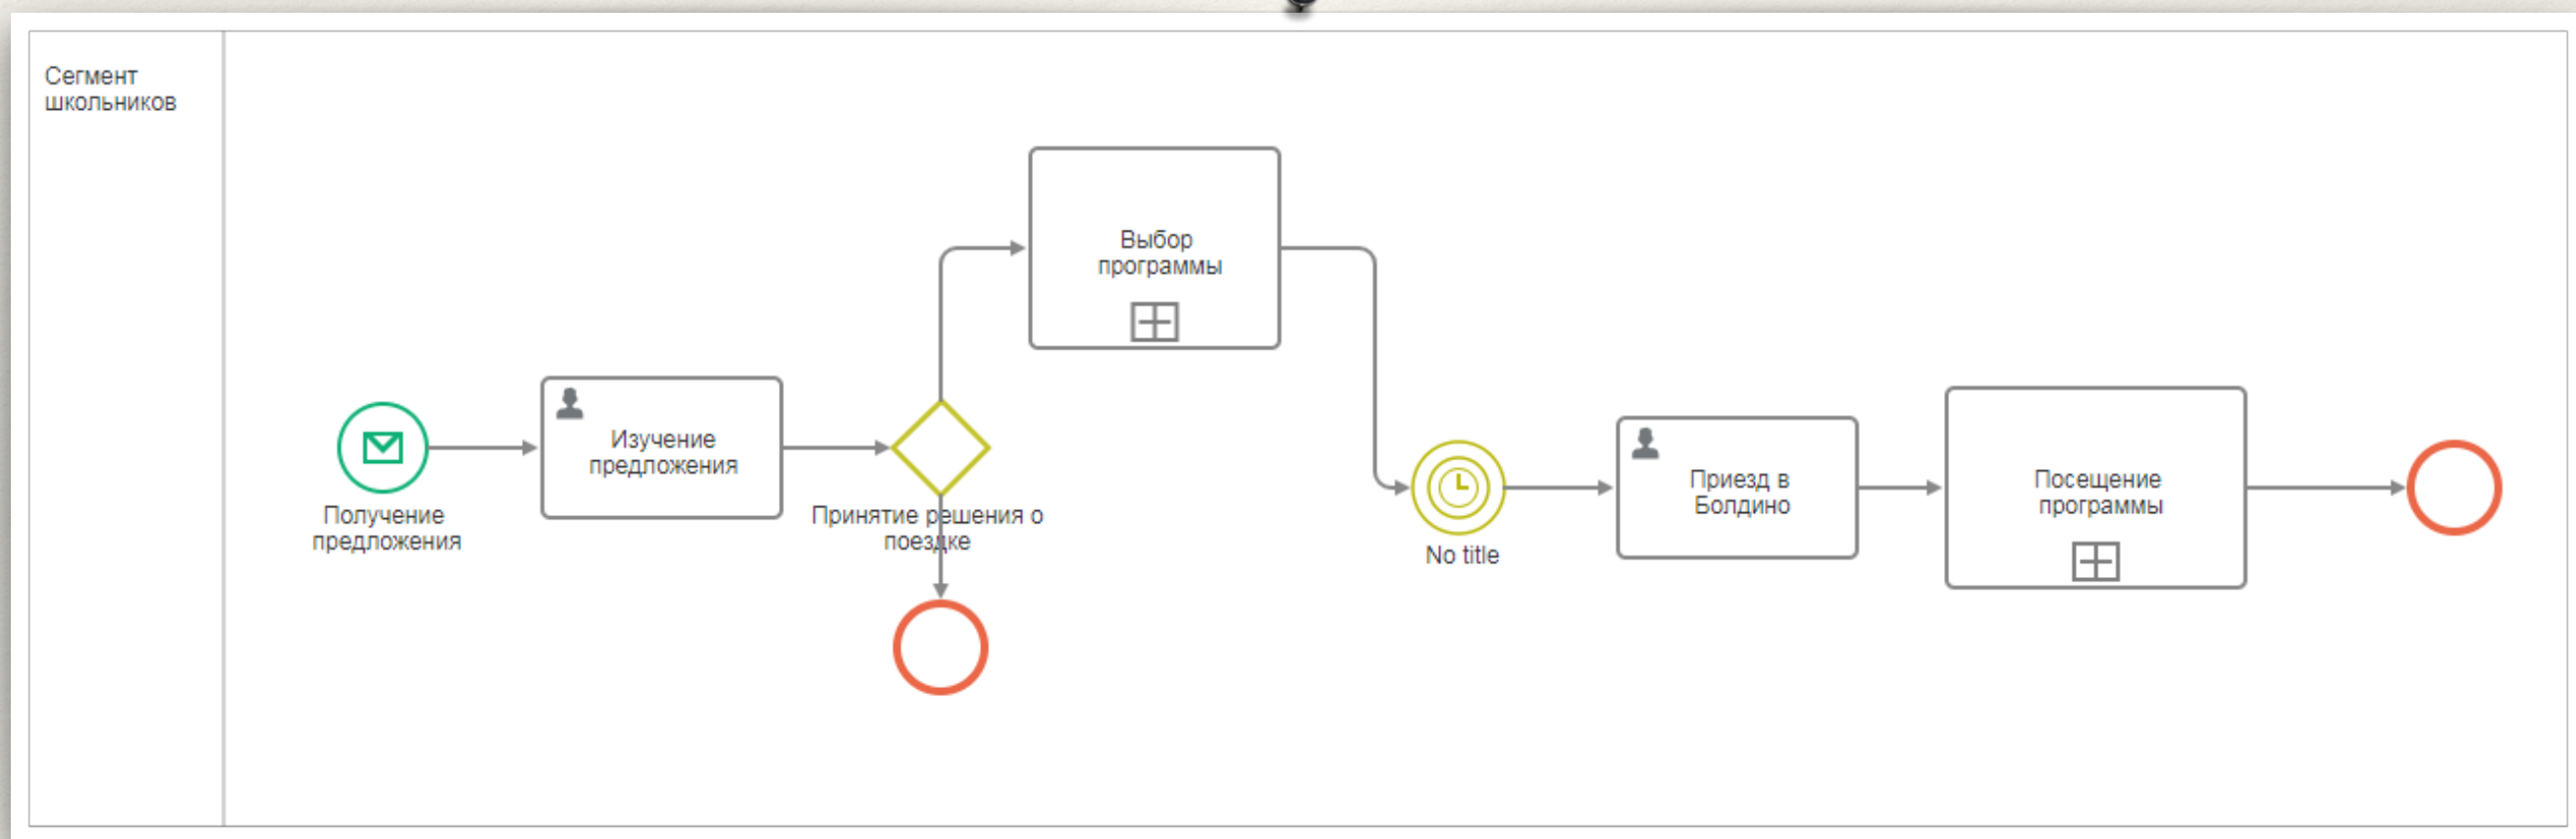 Сегмент
школьников
Получение
предложения
Изучение
предложения
Принятие решения о
поездке
Выбор
программы
No title
Приезд в
Болдино
Посещение
программы